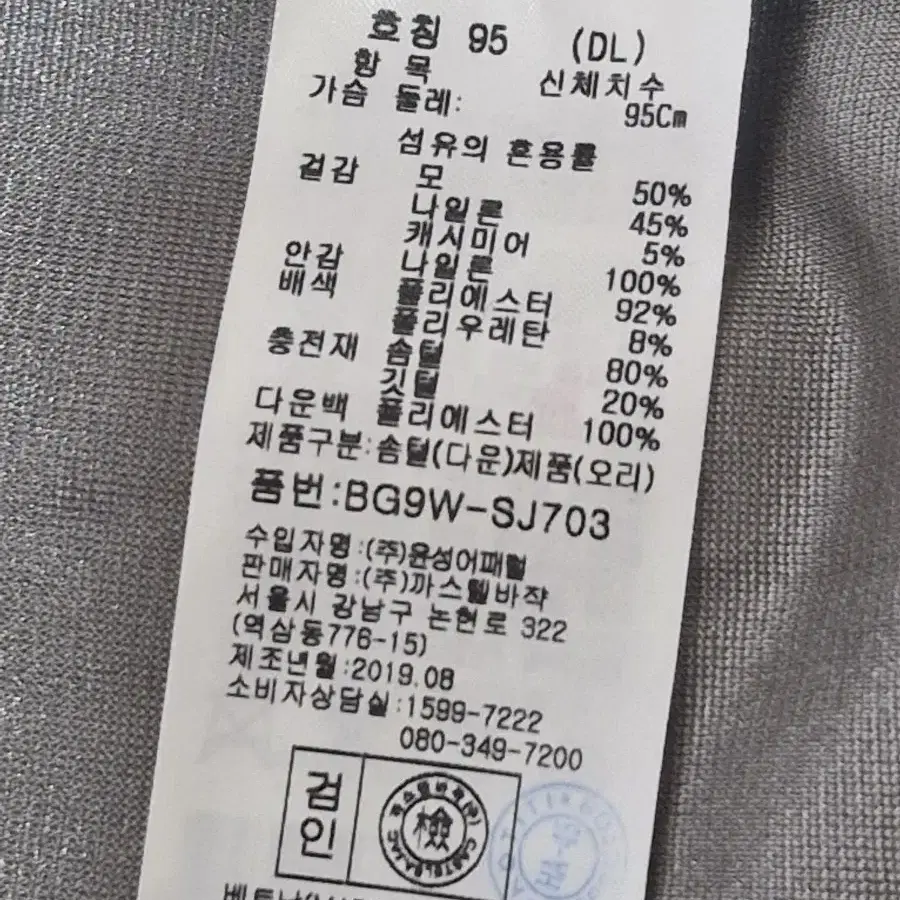 호칭 95 (DL)
항 목 신체치수
가슴 둘레: 95Cm
섬유의 혼용률
겉감 모 50%
나일론 45%
캐시미어 5%
안감 나일론 100%
배색 폴리에스터 92%
폴리우레탄 8%
충전재 솜털 80%
깃털 20%
다운백 폴리에스터 100%
제품구분:솜털(다운)제품(오리)
품번:BG9W-SJ703
수입자명:(주)윤성어패럴
판매자명:(주)까스텔바작
서울시 강남구 논현로 322
(역삼동776-15)
제조년월:2019.08
소비자상담실:1599-7222
080-349-7200
검인
檢